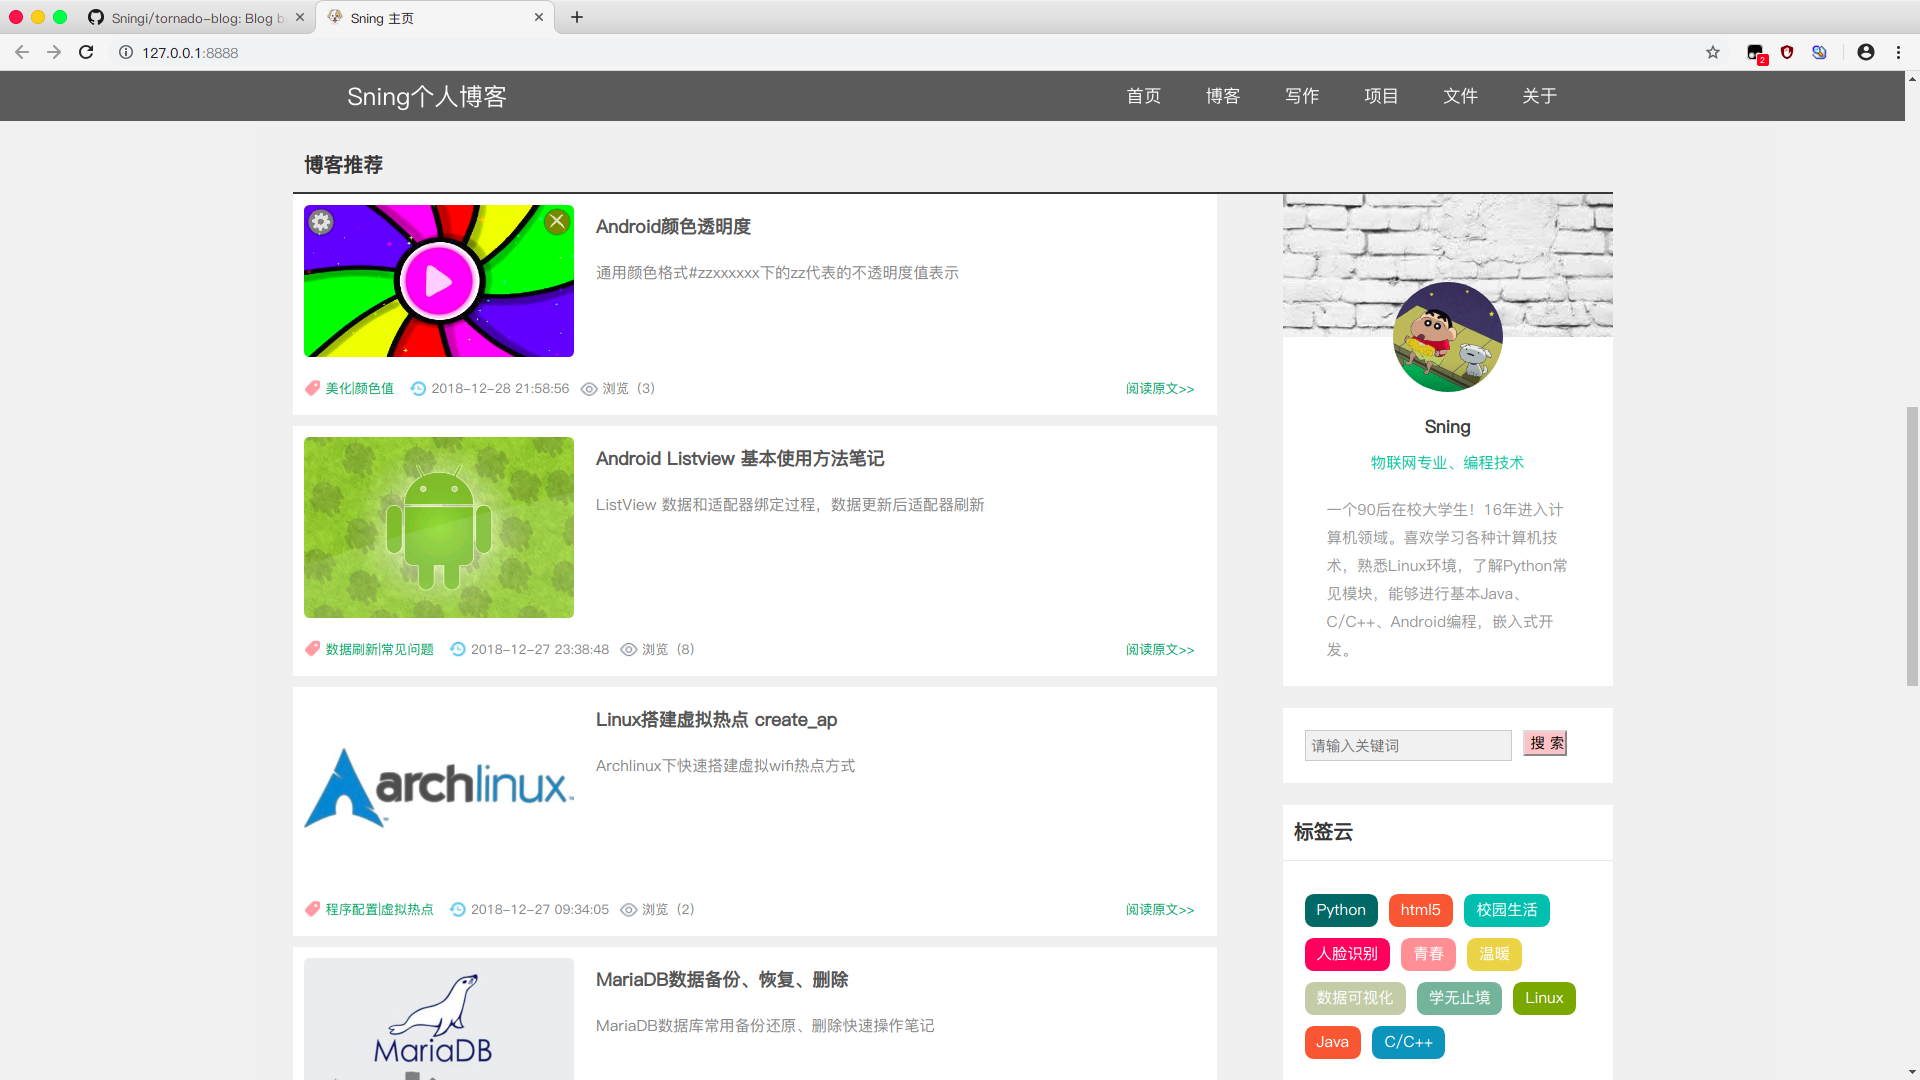 Sningi/tornado-blog: Blog b
Sning 主页
127.0.0.1:8888
2
Sning个人博客
首页 博客 写作 项目 文件 关于
博客推荐
Android颜色透明度
通用颜色格式#zzxxxxxx下的zz代表的不透明度值表示
美化|颜色值 2018-12-28 21:58:56 浏览（3） 阅读原文>>
Android Listview 基本使用方法笔记
ListView 数据和适配器绑定过程，数据更新后适配器刷新
数据刷新|常见问题 2018-12-27 23:38:48 浏览（8） 阅读原文>>
Linux搭建虚拟热点 create_ap
Archlinux下快速搭建虚拟wifi热点方式
archlinux
程序配置|虚拟热点 2018-12-27 09:34:05 浏览（2） 阅读原文>>
MariaDB数据备份、恢复、删除
MariaDB数据库常用备份还原、删除快速操作笔记
MariaDB
Sning
物联网专业、编程技术
一个90后在校大学生！16年进入计
算机领域。喜欢学习各种计算机技
术，熟悉Linux环境，了解Python常
见模块，能够进行基本Java、
C/C++、Android编程，嵌入式开
发。
请输入关键词 搜 索
标签云
Python html5 校园生活
人脸识别 青春 温暖
数据可视化 学无止境 Linux
Java C/C++